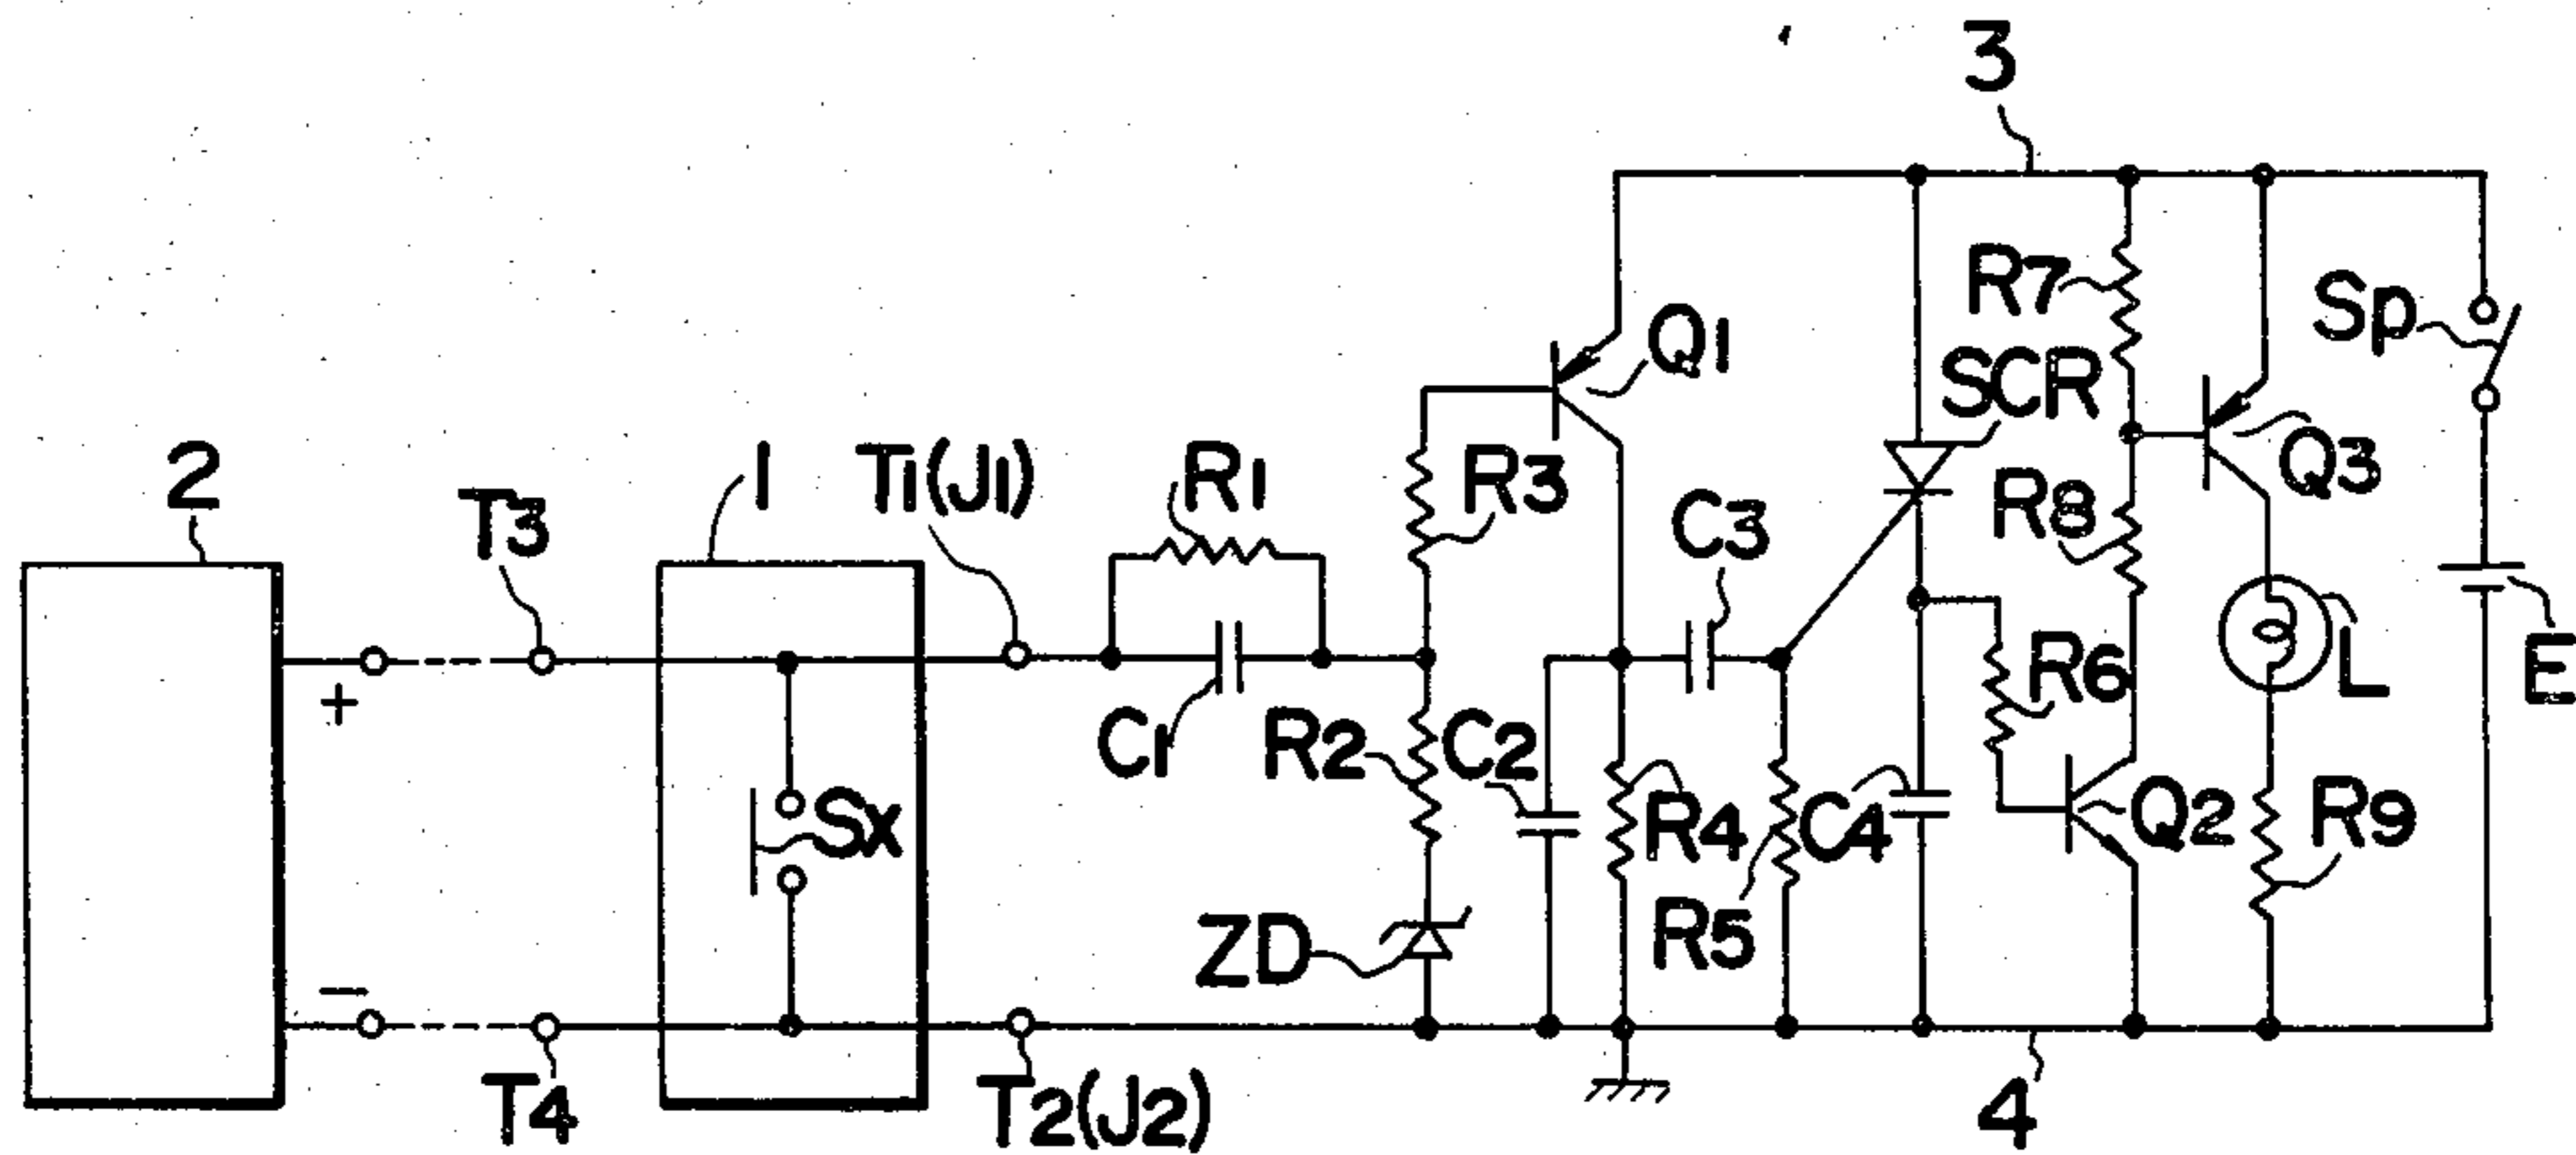 3
R7
Sp
Q1
SCR
2
1
T1(J1)
R1
R3
C3
Q3
R8
T3
E
+
C1
R2
C2
R6
L
Sx
R4
C4
Q2
R9
ZD
R5
−
T4
T2(J2)
4